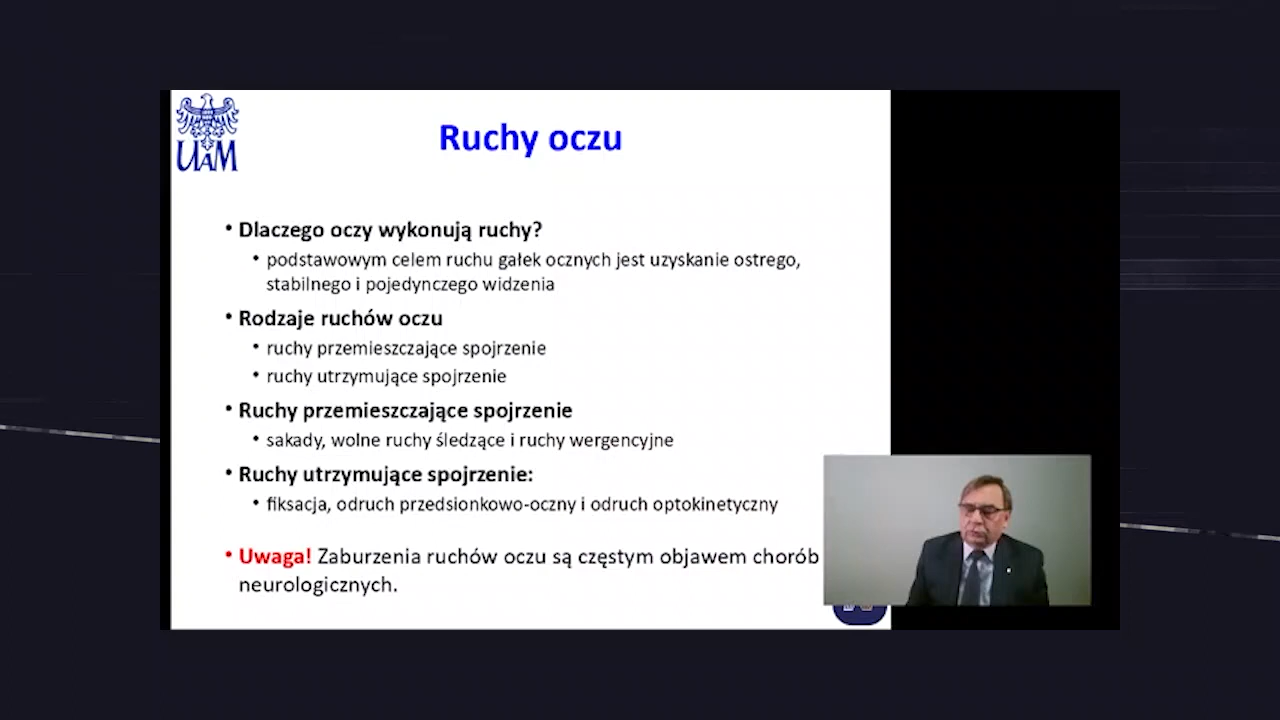 UAM
Ruchy oczu
• Dlaczego oczy wykonują ruchy?
• podstawowym celem ruchu gałek ocznych jest uzyskanie ostrego,
stabilnego i pojedynczego widzenia
• Rodzaje ruchów oczu
• ruchy przemieszczające spojrzenie
• ruchy utrzymujące spojrzenie
• Ruchy przemieszczające spojrzenie
• sakady, wolne ruchy śledzące i ruchy wergencyjne
• Ruchy utrzymujące spojrzenie:
• fiksacja, odruch przedsionkowo-oczny i odruch optokinetyczny
• Uwaga! Zaburzenia ruchów oczu są częstym objawem chorób
neurologicznych.